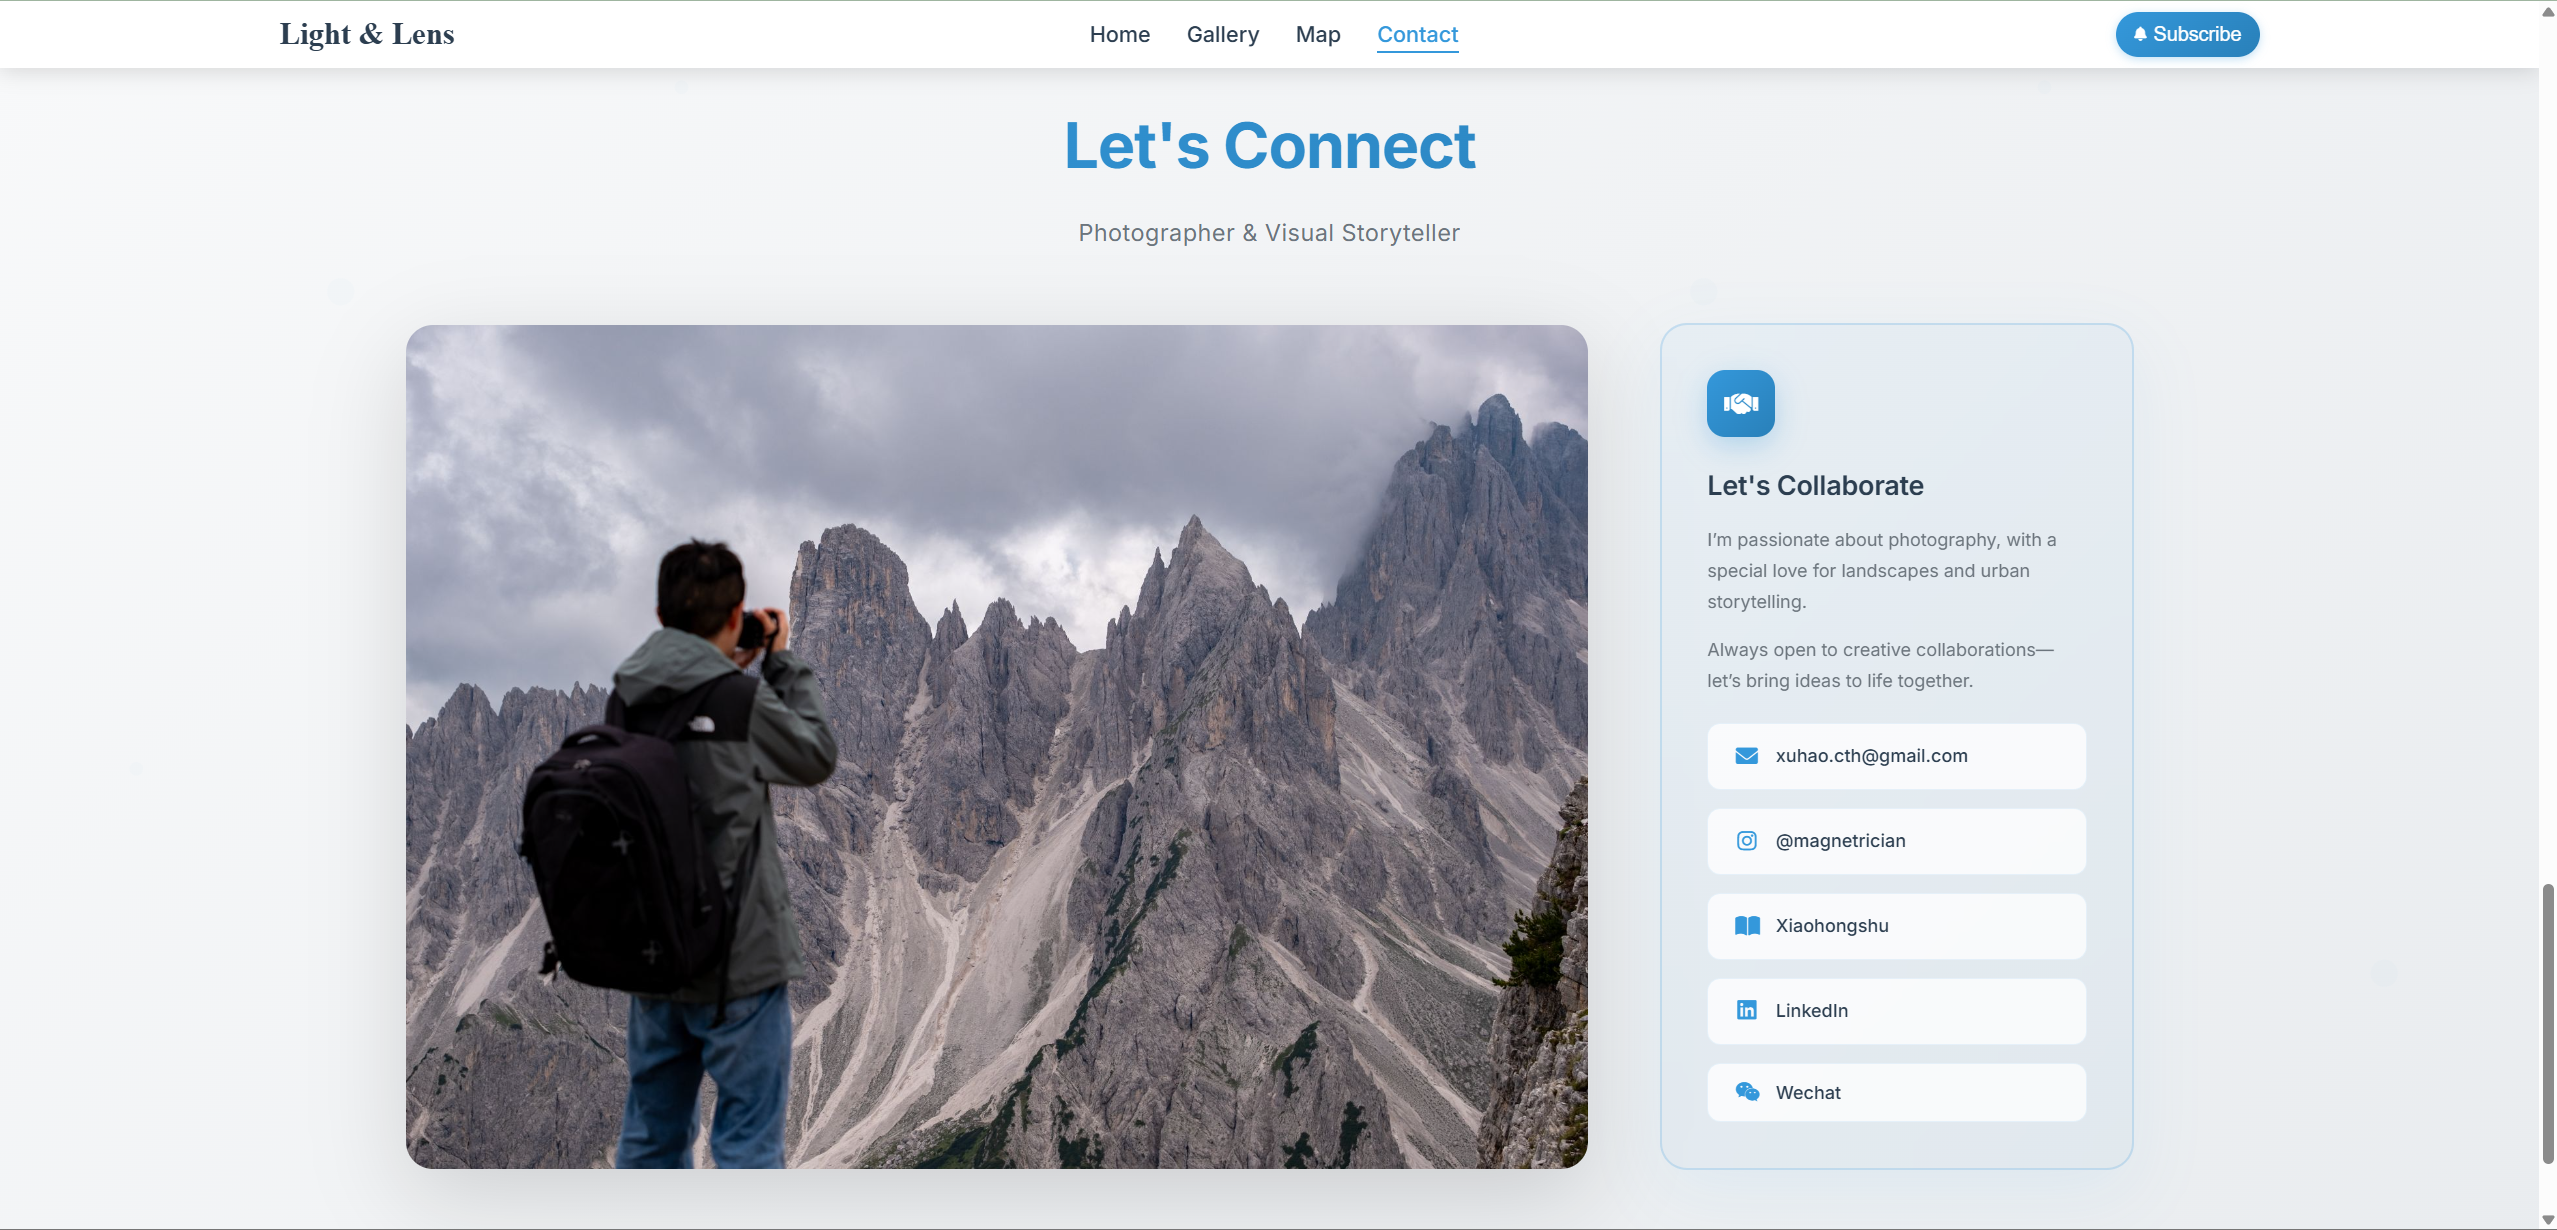 Light & Lens
Home
Gallery
Map
Contact
Subscribe
Let's Connect
Photographer & Visual Storyteller
Let's Collaborate
I’m passionate about photography, with a
special love for landscapes and urban
storytelling.
Always open to creative collaborations—
let’s bring ideas to life together.
xuhao.cth@gmail.com
@magnetrician
Xiaohongshu
LinkedIn
Wechat